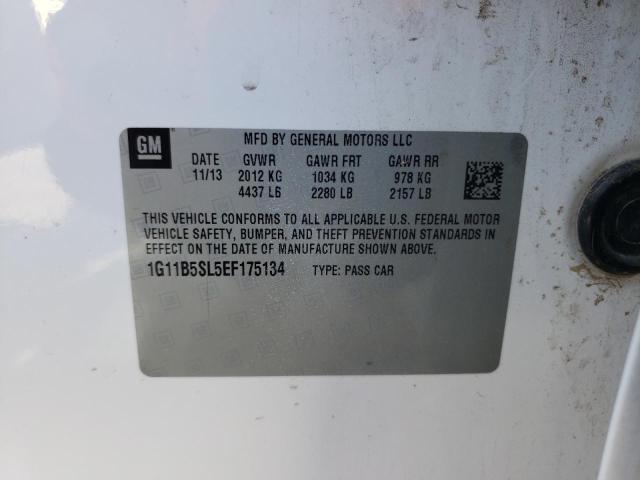 GM
MFD BY GENERAL MOTORS LLC
DATE GVWR GAWR FRT GAWR RR
11/13 2012 KG 1034 KG 978 KG
4437 LB 2280 LB 2157 LB
THIS VEHICLE CONFORMS TO ALL APPLICABLE U.S. FEDERAL MOTOR
VEHICLE SAFETY, BUMPER, AND THEFT PREVENTION STANDARDS IN
EFFECT ON THE DATE OF MANUFACTURE SHOWN ABOVE.
1G11B5SL5EF175134 TYPE: PASS CAR